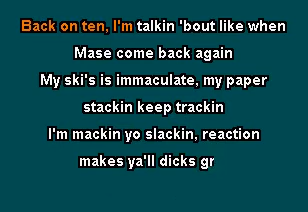 Back on ten, I'm talkin 'bout like when
Mase come back again
My ski's is immaculate, my paper
stackin keep trackin
I'm mackin yo slackin, reaction
makes ya'll dicks gr